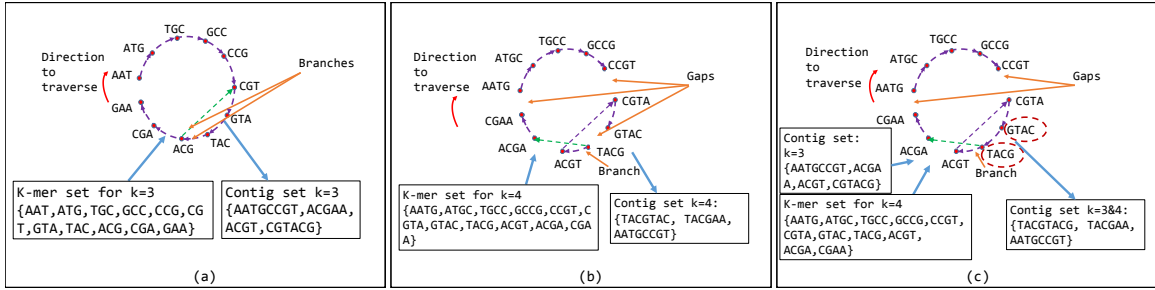 TGC
GCC
ATG
CCG
Direction
to
traverse
AAT
CGT
Branches
GAA
GTA
CGA
TAC
ACG
K-mer set for k=3
{AAT,ATG,TGC,GCC,CCG,CG
T,GTA,TAC,ACG,CGA,GAA}
Contig set k=3
{AATGCCGT,ACGAA,
ACGT,CGTACG}
(a)
TGCC
GCCG
ATGC
CCGT
Direction
to
traverse
AATG
Gaps
CGTA
CGAA
GTAC
ACGA
TACG
ACGT
Branch
K-mer set for k=4
{AATG,ATGC,TGCC,GCCG,CCGT,C
GTA,GTAC,TACG,ACGT,ACGA,CGA
A}
Contig set k=4:
{TACGTAC, TACGAA,
AATGCCGT}
(b)
TGCC
GCCG
ATGC
CCGT
Direction
to
traverse
AATG
Gaps
CGTA
CGAA
GTAC
ACGA
TACG
ACGT
Branch
Contig set:
k=3
{AATGCCGT,ACGA
A,ACGT,CGTACG}
K-mer set for k=4
{AATG,ATGC,TGCC,GCCG,CCGT,
CGTA,GTAC,TACG,ACGT,
ACGA,CGAA}
Contig set k=3&4:
{TACGTACG, TACGAA,
AATGCCGT}
(c)